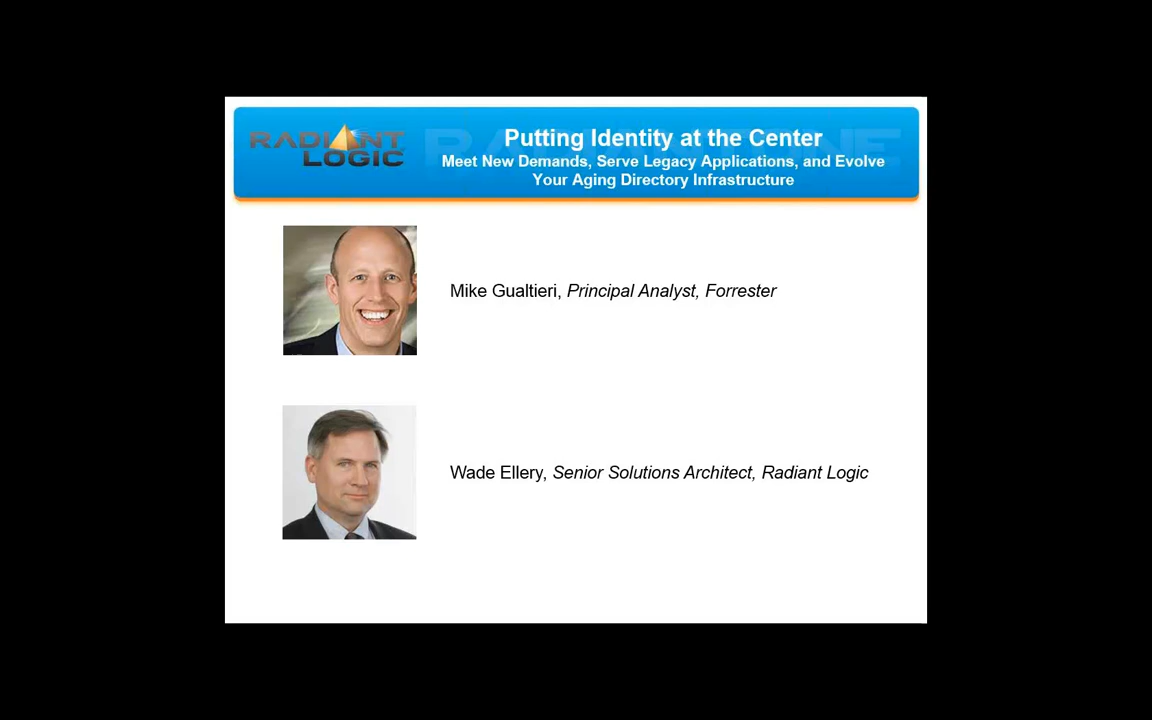 RADIANT
LOGIC
Putting Identity at the Center
Meet New Demands, Serve Legacy Applications, and Evolve
Your Aging Directory Infrastructure
Mike Gualtieri, Principal Analyst, Forrester
Wade Ellery, Senior Solutions Architect, Radiant Logic